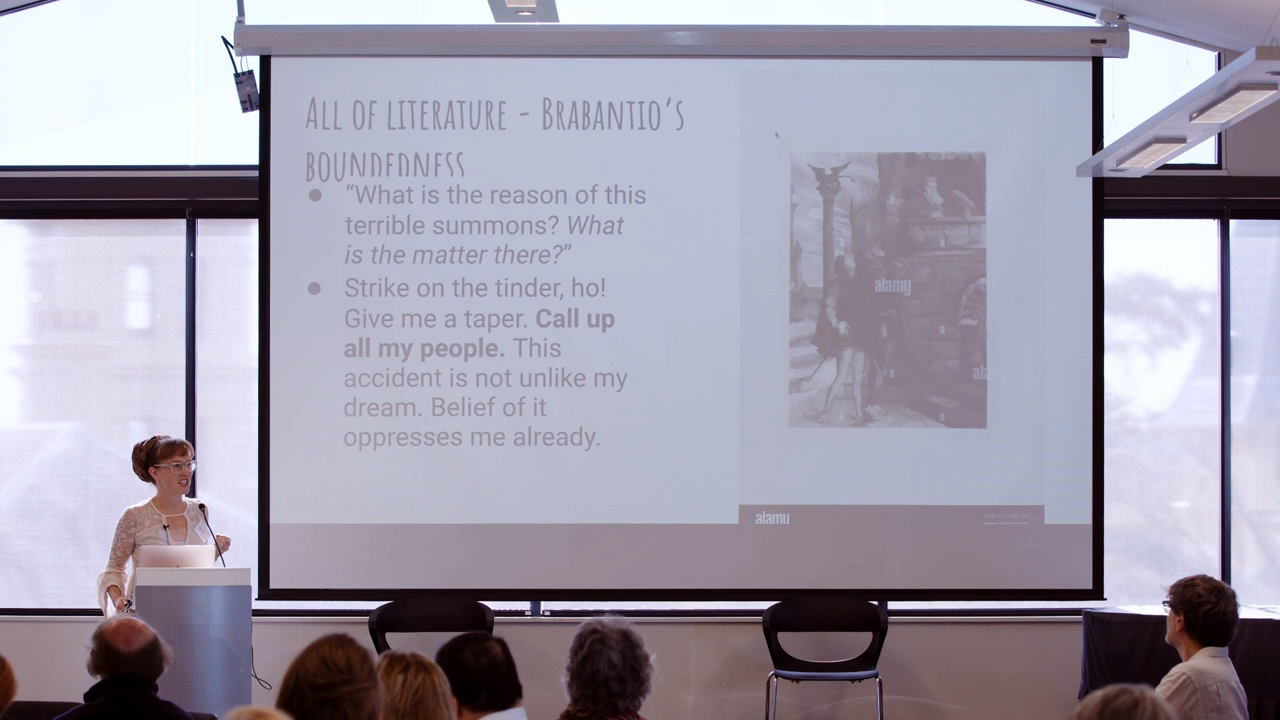 All of literature - Brabantio's
boundedness
● "What is the reason of this
terrible summons? What
is the matter there?"
● Strike on the tinder, ho!
Give me a taper. Call up
all my people. This
accident is not unlike my
dream. Belief of it
oppresses me already.
alamy
a
a
a
a
a
alamy